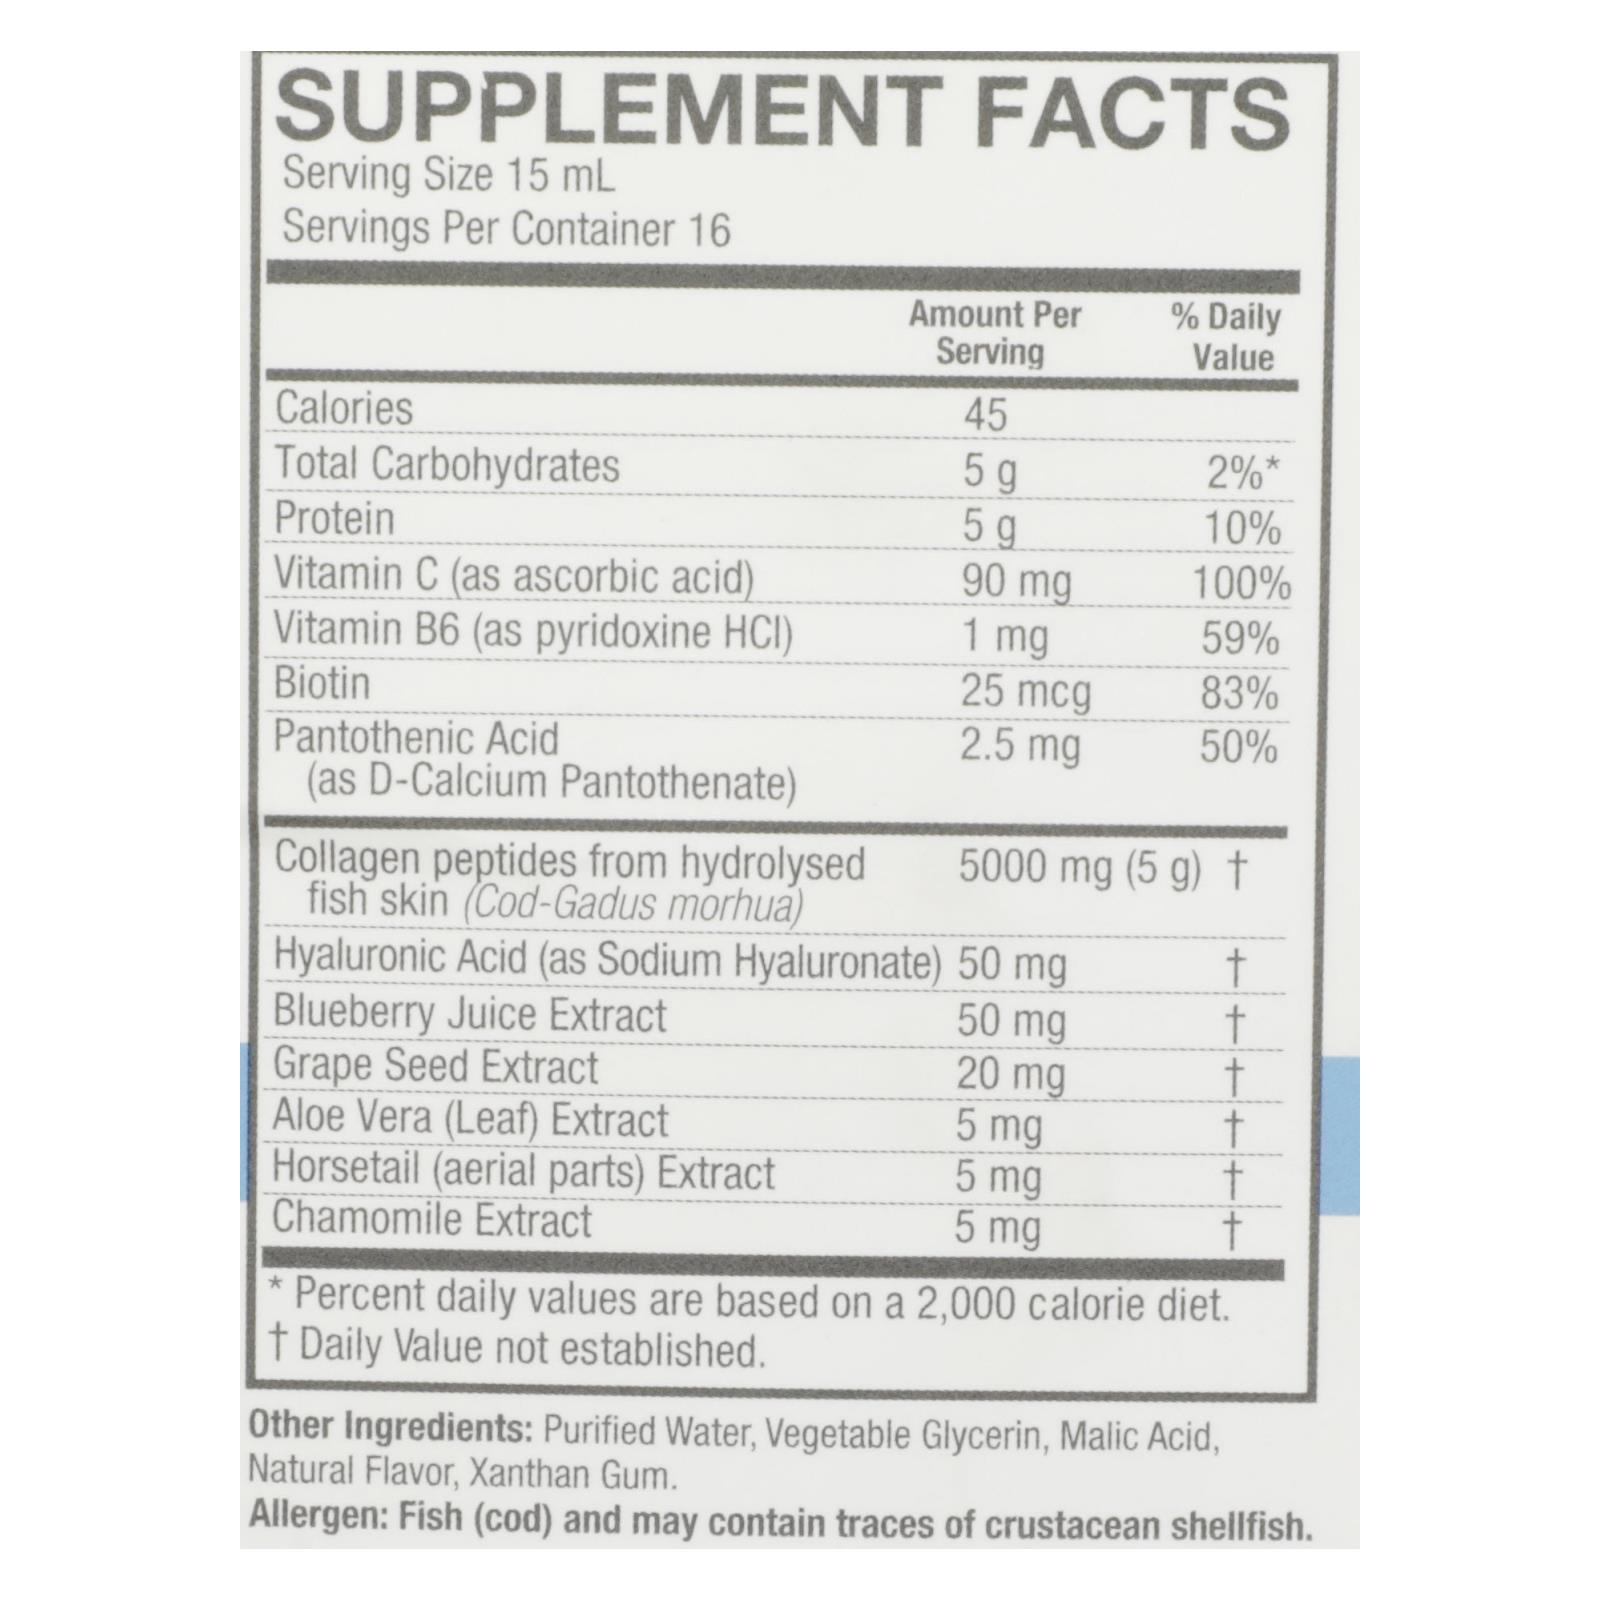 SUPPLEMENT FACTS
Serving Size 15 mL
Servings Per Container 16
Amount Per Serving % Daily Value
Calories 45
Total Carbohydrates 5 g 2%*
Protein 5 g 10%
Vitamin C (as ascorbic acid) 90 mg 100%
Vitamin B6 (as pyridoxine HCl) 1 mg 59%
Biotin 25 mcg 83%
Pantothenic Acid 2.5 mg 50%
(as D-Calcium Pantothenate)
Collagen peptides from hydrolysed 5000 mg (5 g) †
fish skin (Cod-Gadus morhua)
Hyaluronic Acid (as Sodium Hyaluronate) 50 mg †
Blueberry Juice Extract 50 mg †
Grape Seed Extract 20 mg †
Aloe Vera (Leaf) Extract 5 mg †
Horsetail (aerial parts) Extract 5 mg †
Chamomile Extract 5 mg †
* Percent daily values are based on a 2,000 calorie diet.
† Daily Value not established.
Other Ingredients: Purified Water, Vegetable Glycerin, Malic Acid,
Natural Flavor, Xanthan Gum.
Allergen: Fish (cod) and may contain traces of crustacean shellfish.